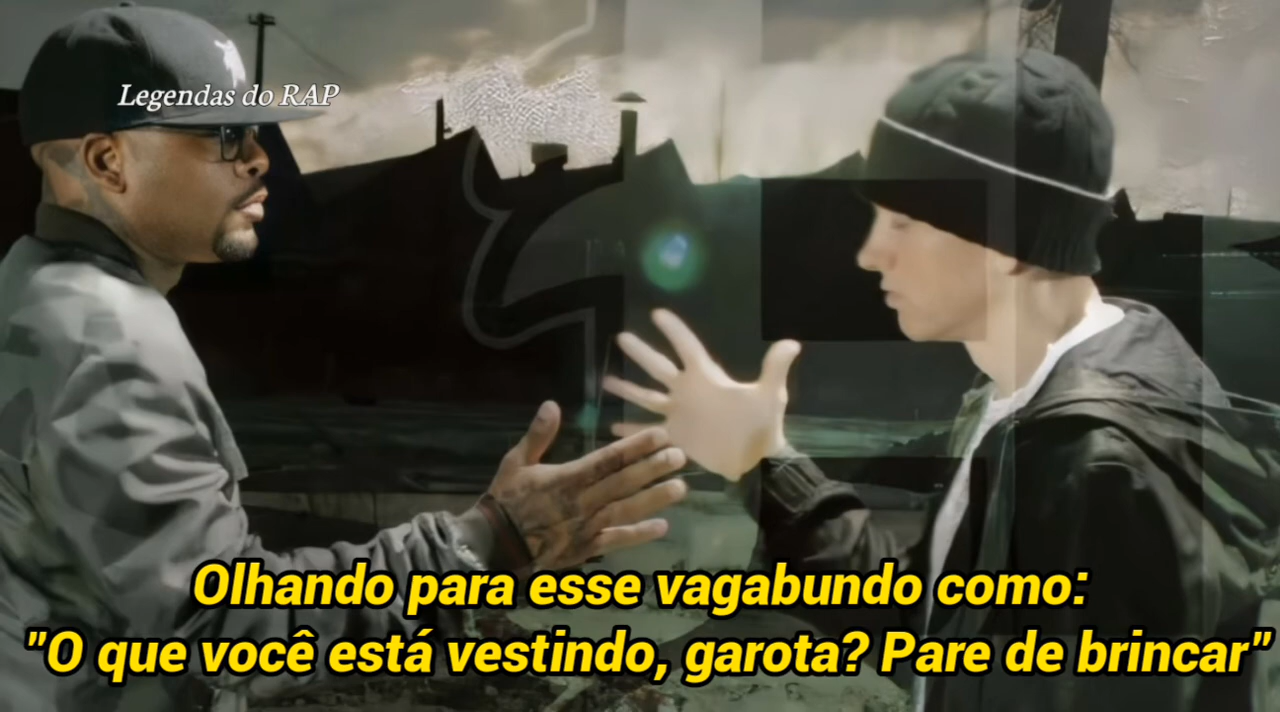 Legendas do RAP
Olhando para esse vagabundo como:
"O que você está vestindo, garota? Pare de brincar"